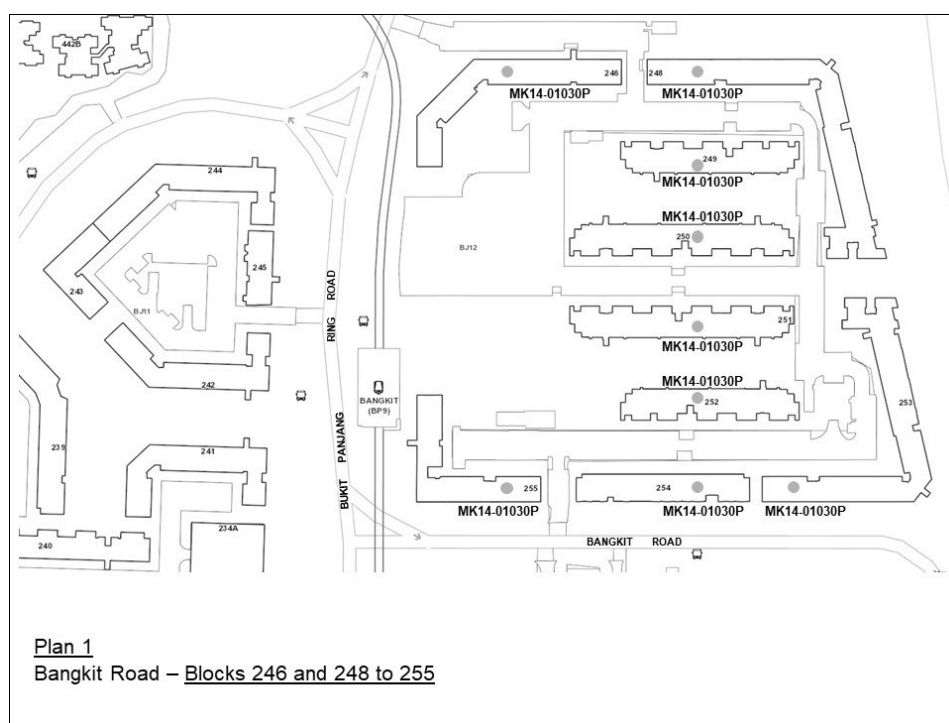 442B
246
248
MK14-01030P
MK14-01030P
249
MK14-01030P
244
MK14-01030P
250
BJ12
245
243
BJ11
RING ROAD
251
MK14-01030P
242
MK14-01030P
BANGKIT
(BP9)
252
253
239
241
BUKIT PANJANG
255
254
MK14-01030P
MK14-01030P
MK14-01030P
234A
240
BANGKIT ROAD
Plan 1
Bangkit Road – Blocks 246 and 248 to 255